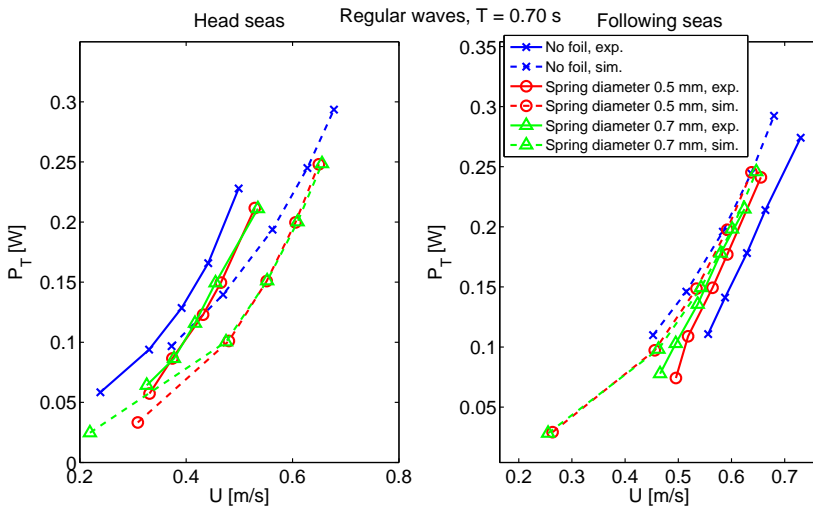 Head seas
Regular waves, T = 0.70 s
Following seas
No foil, exp.
No foil, sim.
Spring diameter 0.5 mm, exp.
Spring diameter 0.5 mm, sim.
Spring diameter 0.7 mm, exp.
Spring diameter 0.7 mm, sim.
P_T [W]
0.3
0.25
0.2
0.15
0.1
0.05
0
0.2 0.4 0.6 0.8
U [m/s]
P_T [W]
0.35
0.3
0.25
0.2
0.15
0.1
0.05
0.2 0.3 0.4 0.5 0.6 0.7
U [m/s]